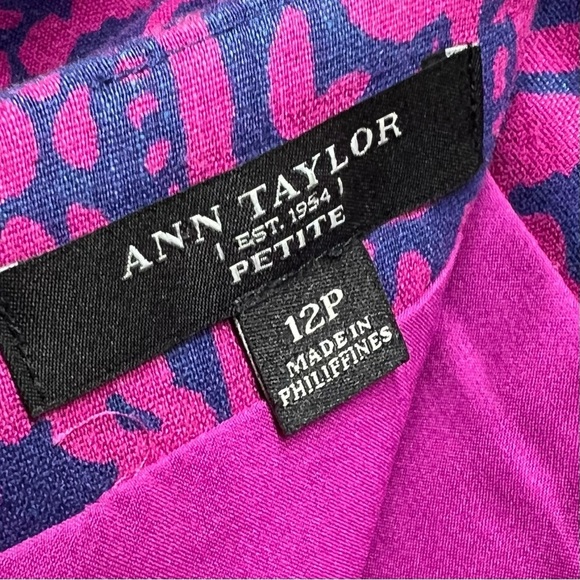 ANN TAYLOR
EST. 1954
PETITE
12P
MADE IN
PHILIPPINES